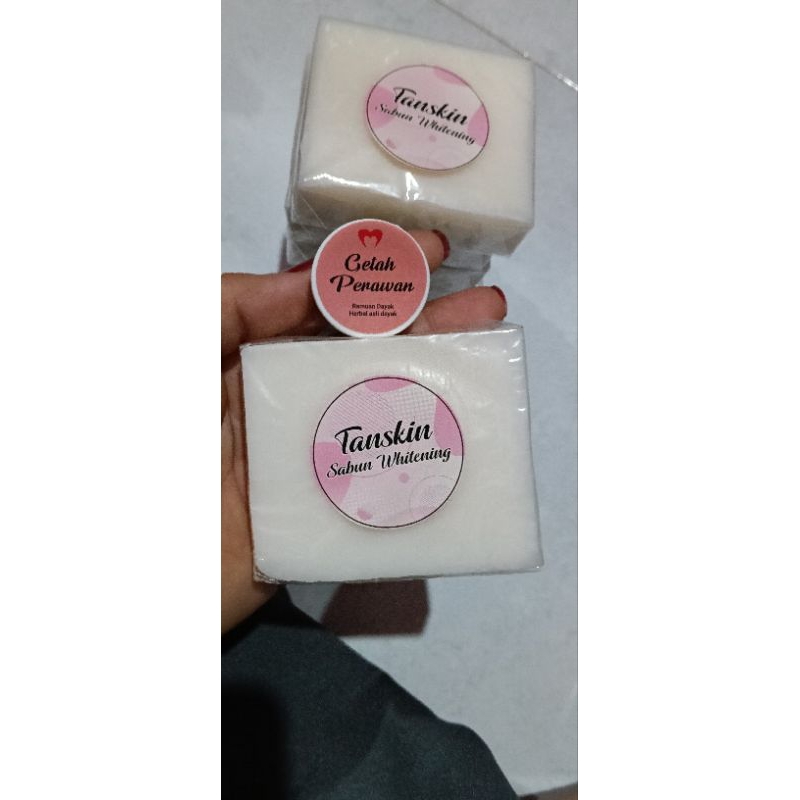 Tanskin
Sabun Whitening
Getah
Perawan
Ramuan Dayak
Herbal asli dayak
Tanskin
Sabun Whitening